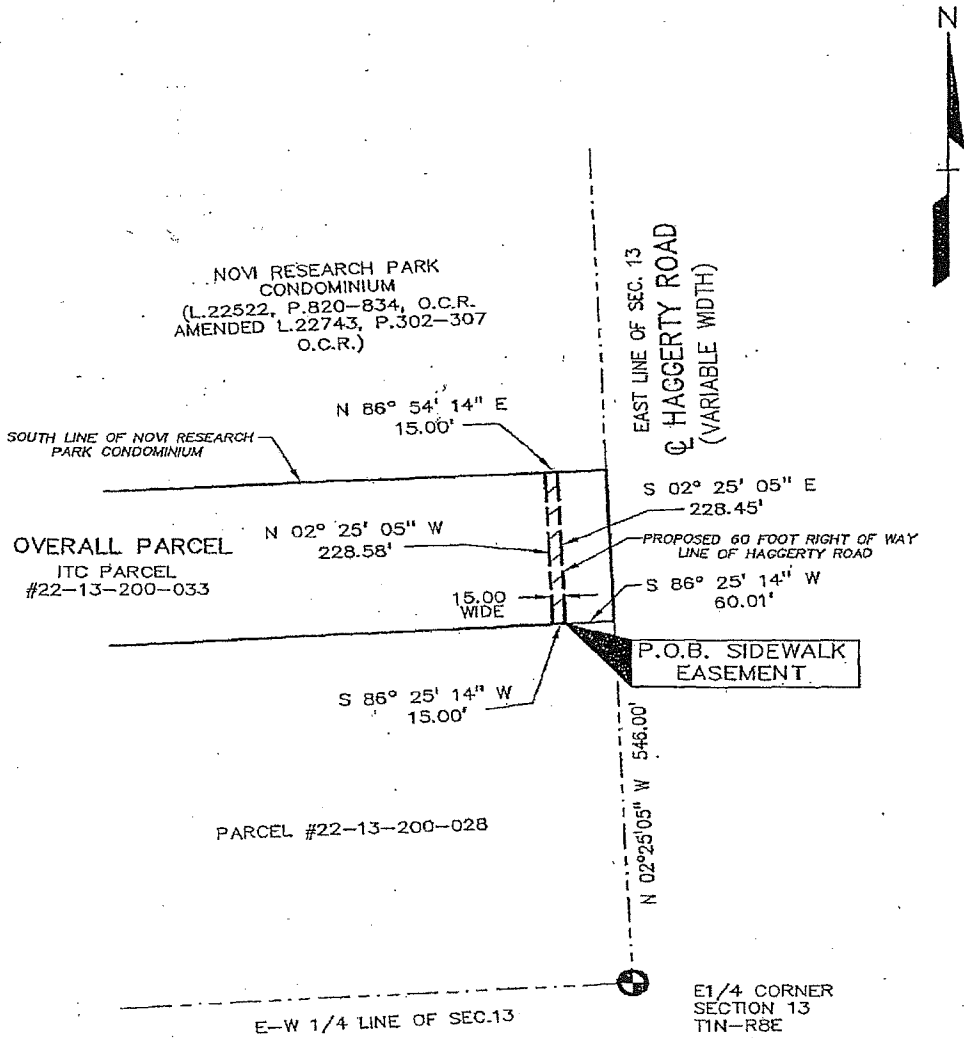 N
NOVI RESEARCH PARK
CONDOMINIUM
(L.22522, P.820-834, O.C.R.
AMENDED L.22743, P.302-307
O.C.R.)
EAST LINE OF SEC. 13
℄ HAGGERTY ROAD
(VARIABLE WIDTH)
N 86° 54' 14" E
15.00'
SOUTH LINE OF NOVI RESEARCH
PARK CONDOMINIUM
S 02° 25' 05" E
228.45'
N 02° 25' 05" W
228.58'
PROPOSED 60 FOOT RIGHT OF WAY
LINE OF HAGGERTY ROAD
OVERALL PARCEL
ITC PARCEL
#22-13-200-033
S 86° 25' 14" W
60.01'
15.00
WIDE
P.O.B. SIDEWALK
EASEMENT
S 86° 25' 14" W
15.00'
N 02°25'05" W 546.00'
PARCEL #22-13-200-028
E1/4 CORNER
SECTION 13
T1N-R8E
E-W 1/4 LINE OF SEC.13